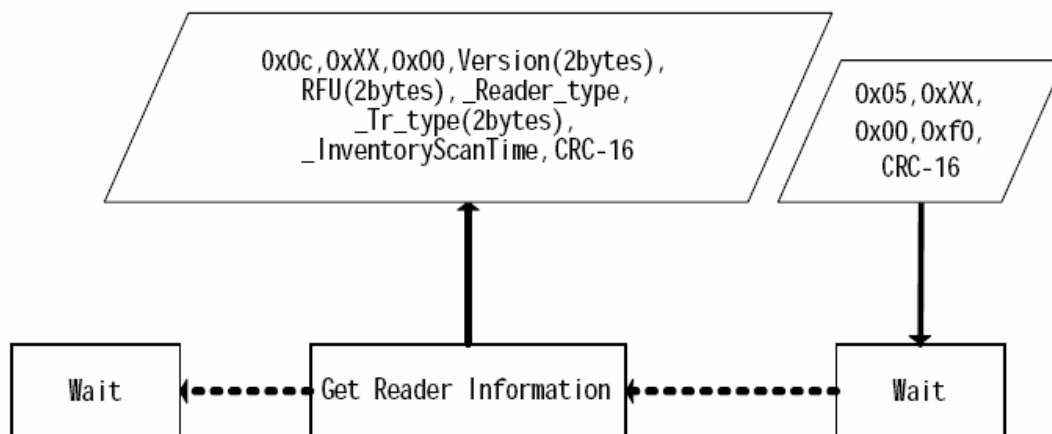 0x0c,0xXX,0x00,Version(2bytes),
RFU(2bytes),_Reader_type,
_Tr_type(2bytes),
_InventoryScanTime,CRC-16
0x05,0xXX,
0x00,0xf0,
CRC-16
Wait
Get Reader Information
Wait